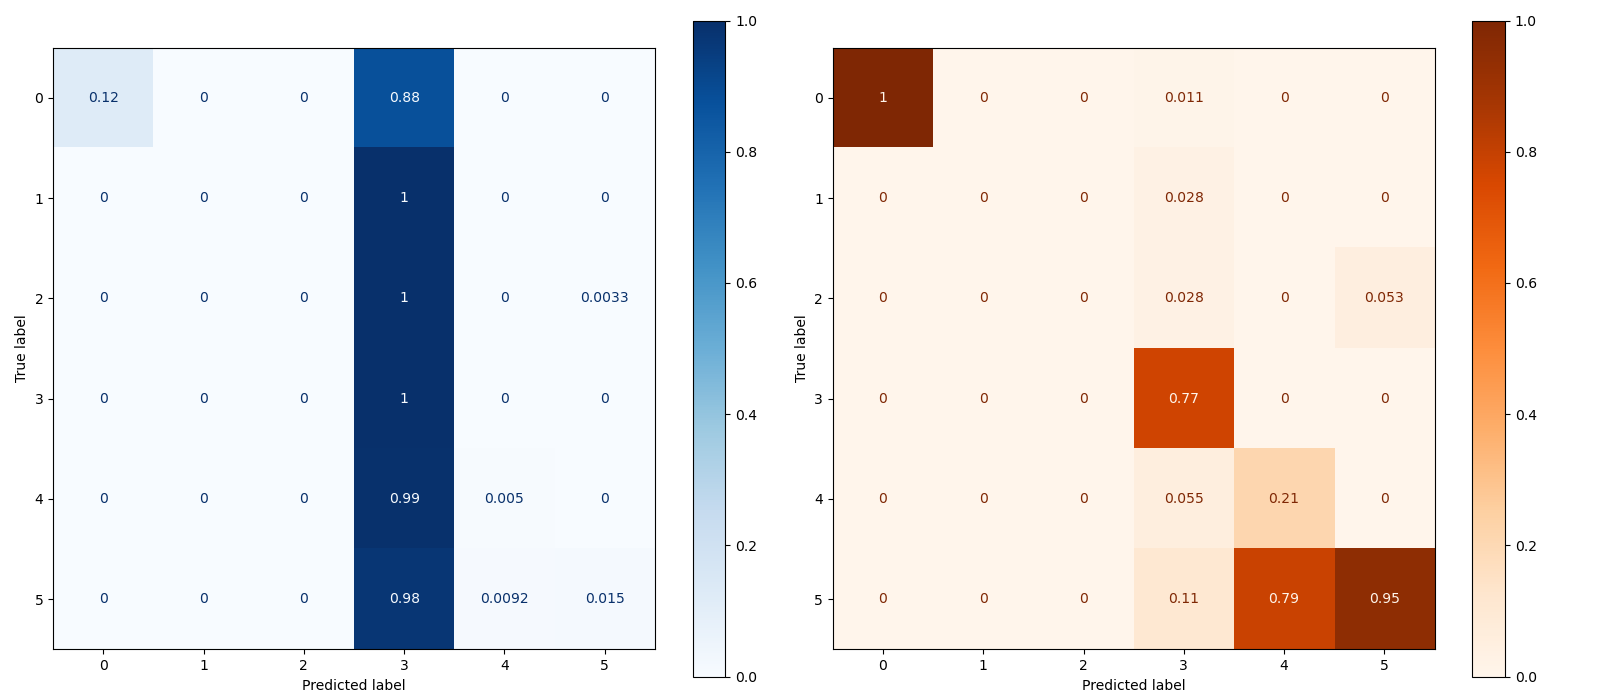 1.0
0 0.12 0 0 0.88 0 0
0.8
1 0 0 0 1 0 0
2 0 0 0 1 0 0.0033
0.6
True label
3 0 0 0 1 0 0
0.4
4 0 0 0 0.99 0.005 0
0.2
5 0 0 0 0.98 0.0092 0.015
0 1 2 3 4 5
0.0
Predicted label
1.0
0 1 0 0 0.011 0 0
0.8
1 0 0 0 0.028 0 0
2 0 0 0 0.028 0 0.053
0.6
True label
3 0 0 0 0.77 0 0
0.4
4 0 0 0 0.055 0.21 0
0.2
5 0 0 0 0.11 0.79 0.95
0 1 2 3 4 5
0.0
Predicted label